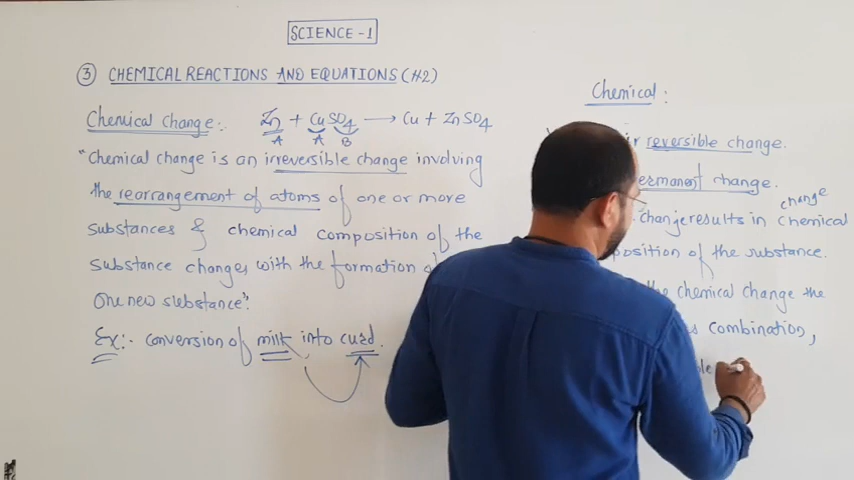 SCIENCE-1
③ CHEMICAL REACTIONS AND EQUATIONS (#2)
Chemical change:- Zn + CuSO4 → Cu + ZnSO4
A A B
"Chemical change is an irreversible change involving
the rearrangement of atoms of one or more
substances & chemical composition of the
substance changes with the formation
one new substance".
Ex:- conversion of milk into curd.
Chemical:
reversible change.
ermanent change.
change
change results in chemical
position of the substance.
the chemical change the
combination,